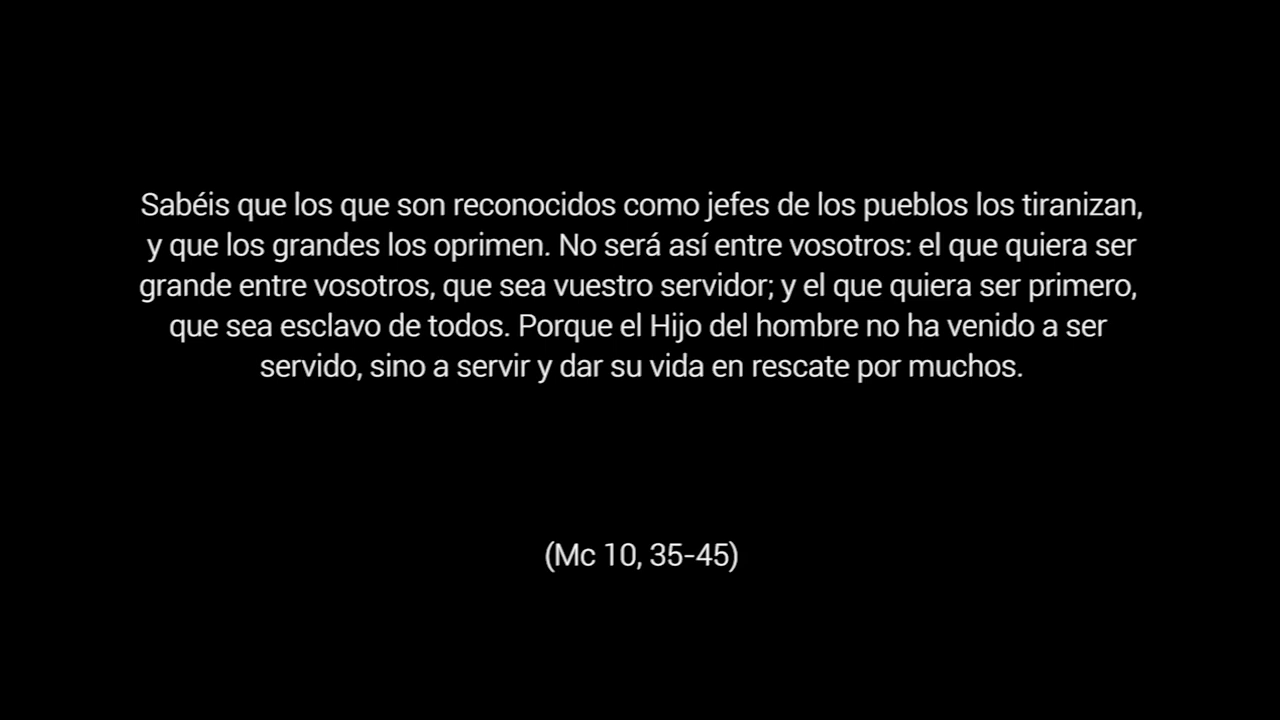 Sabéis que los que son reconocidos como jefes de los pueblos los tiranizan,
y que los grandes los oprimen. No será así entre vosotros: el que quiera ser
grande entre vosotros, que sea vuestro servidor; y el que quiera ser primero,
que sea esclavo de todos. Porque el Hijo del hombre no ha venido a ser
servido, sino a servir y dar su vida en rescate por muchos.
(Mc 10, 35-45)